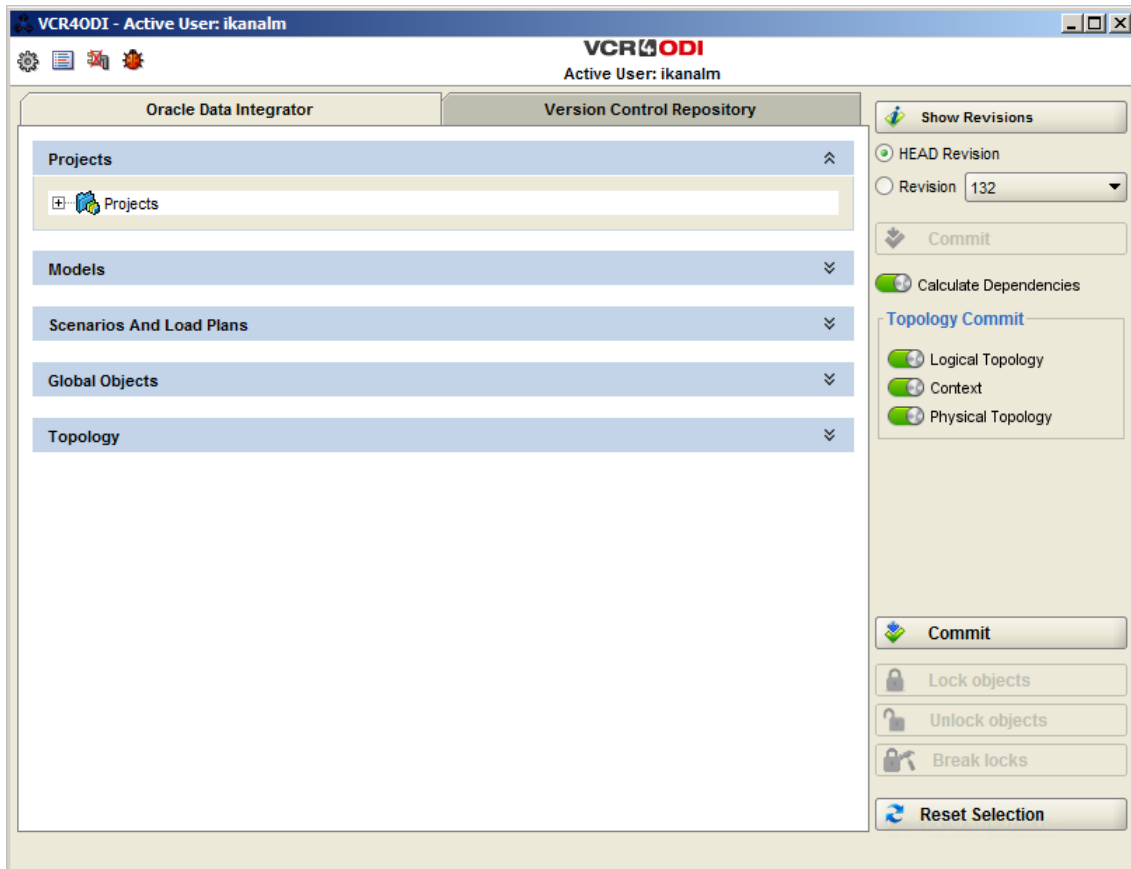 VCR4ODI - Active User: ikanalm
VCR4ODI
Active User: ikanalm
Oracle Data Integrator
Version Control Repository
Projects
Projects
Models
Scenarios And Load Plans
Global Objects
Topology
Show Revisions
HEAD Revision
Revision 132
Commit
Calculate Dependencies
Topology Commit
Logical Topology
Context
Physical Topology
Commit
Lock objects
Unlock objects
Break locks
Reset Selection